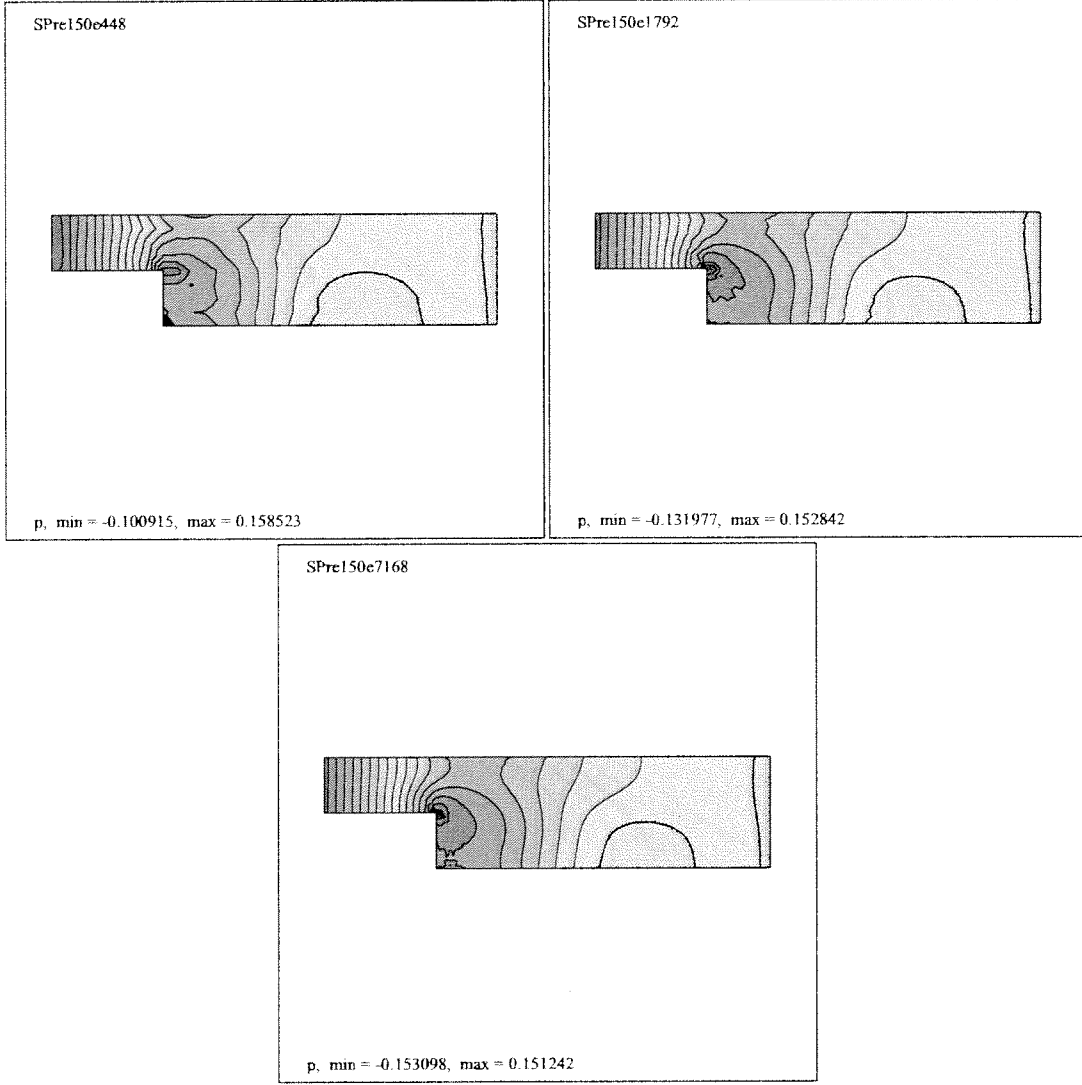 SPre150e448
p, min = -0.100915, max = 0.158523
SPre150e1792
p, min = -0.131977, max = 0.152842
SPre150e7168
p, min = -0.153098, max = 0.151242